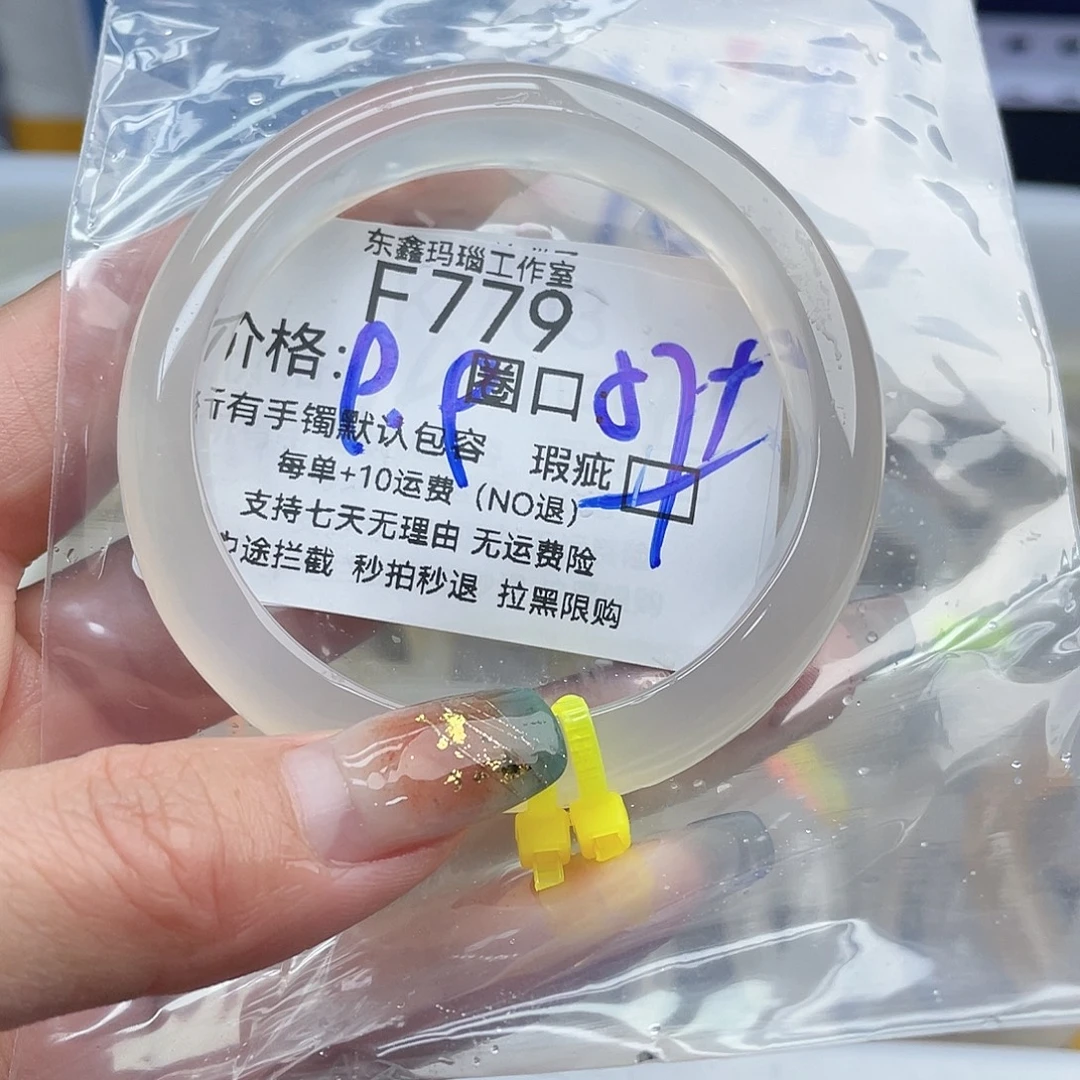 东鑫玛瑙工作室
F779
价格: 圈口:
所有手镯默认包容 瑕疵
每单+10运费 (NO退)
支持七天无理由 无运费险
中途拦截 秒拍秒退 拉黑限购